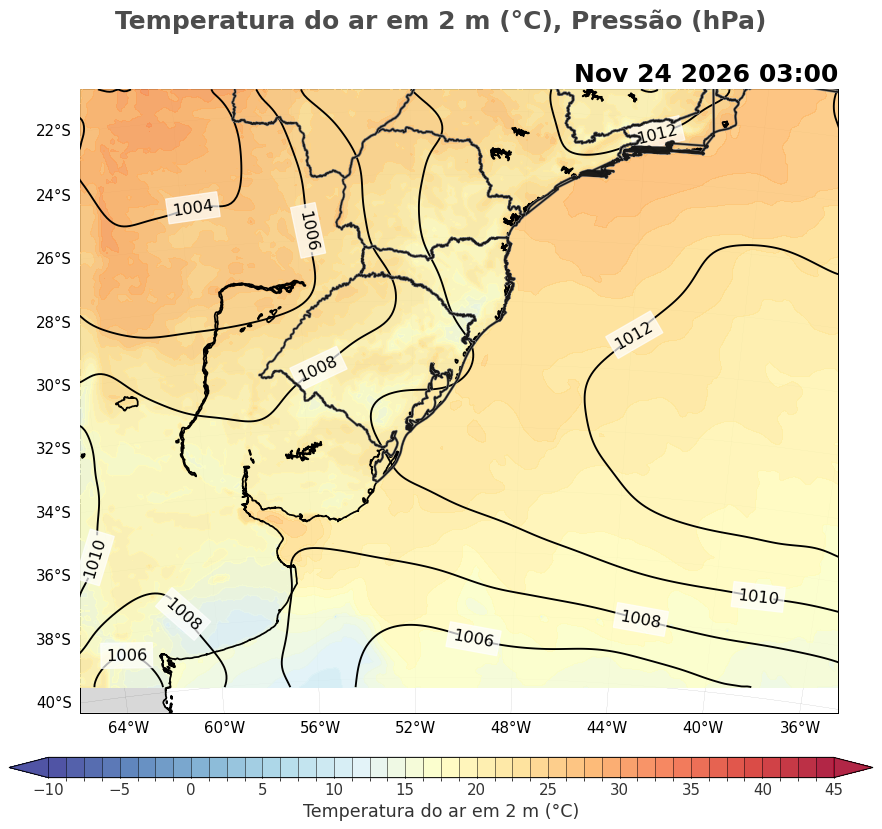 Temperatura do ar em 2 m (°C), Pressão (hPa)
Nov 24 2026 03:00
22°S
24°S
26°S
28°S
30°S
32°S
34°S
36°S
38°S
40°S
1012
1004
1006
1012
1008
1010
1008
1010
1008
1006
1006
64°W 60°W 56°W 52°W 48°W 44°W 40°W 36°W
−10 −5 0 5 10 15 20 25 30 35 40 45
Temperatura do ar em 2 m (°C)